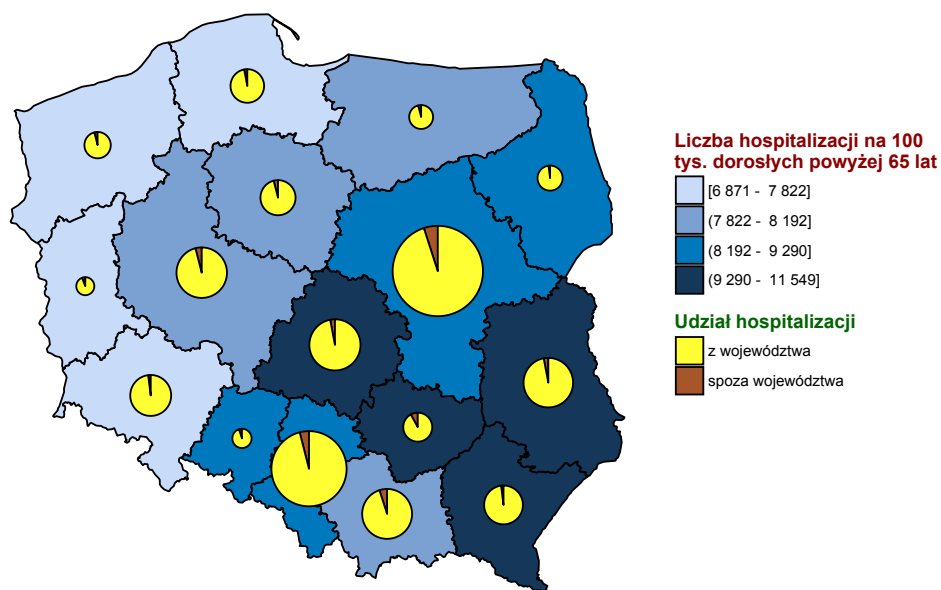 Liczba hospitalizacji na 100
tys. dorosłych powyżej 65 lat
[6 871 - 7 822]
(7 822 - 8 192]
(8 192 - 9 290]
(9 290 - 11 549]
Udział hospitalizacji
z województwa
spoza województwa